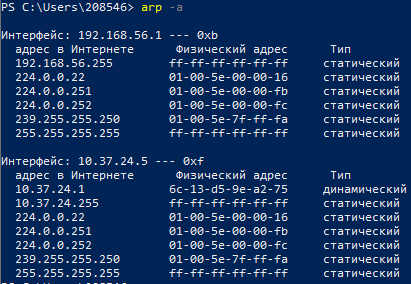 PS C:\Users\208546> arp -a
Интерфейс: 192.168.56.1 --- 0xb
адрес в Интернете Физический адрес Тип
192.168.56.255 ff-ff-ff-ff-ff-ff статический
224.0.0.22 01-00-5e-00-00-16 статический
224.0.0.251 01-00-5e-00-00-fb статический
224.0.0.252 01-00-5e-00-00-fc статический
239.255.255.250 01-00-5e-7f-ff-fa статический
255.255.255.255 ff-ff-ff-ff-ff-ff статический
Интерфейс: 10.37.24.5 --- 0xf
адрес в Интернете Физический адрес Тип
10.37.24.1 6c-13-d5-9e-a2-75 динамический
10.37.24.255 ff-ff-ff-ff-ff-ff статический
224.0.0.22 01-00-5e-00-00-16 статический
224.0.0.251 01-00-5e-00-00-fb статический
224.0.0.252 01-00-5e-00-00-fc статический
239.255.255.250 01-00-5e-7f-ff-fa статический
255.255.255.255 ff-ff-ff-ff-ff-ff статический